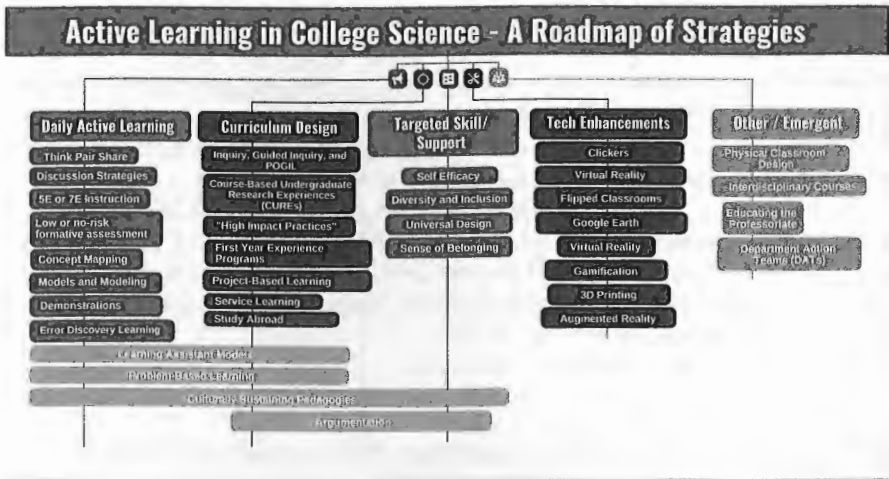 Active Learning in College Science - A Roadmap of Strategies
Daily Active Learning
Think Pair Share
Discussion Strategies
5E or 7E Instruction
Low or no-risk
formative assessment
Concept Mapping
Models and Modeling
Demonstrations
Error Discovery Learning
Curriculum Design
Inquiry, Guided Inquiry, and
POGIL
Course-Based Undergraduate
Research Experiences
(CUREs)
"High Impact Practices"
First Year Experience
Programs
Project-Based Learning
Service Learning
Study Abroad
Targeted Skill/
Support
Self Efficacy
Diversity and Inclusion
Universal Design
Sense of Belonging
Tech Enhancements
Clickers
Virtual Reality
Flipped Classrooms
Google Earth
Virtual Reality
Gamification
3D Printing
Augmented Reality
Other / Emergent
Physical Classroom
Design
Interdisciplinary Courses
Educating the
Professoriate
Department Action
Teams (DATs)
Learning Assistant Models
Problem-Based Learning
Culturally Sustaining Pedagogies
Argumentation